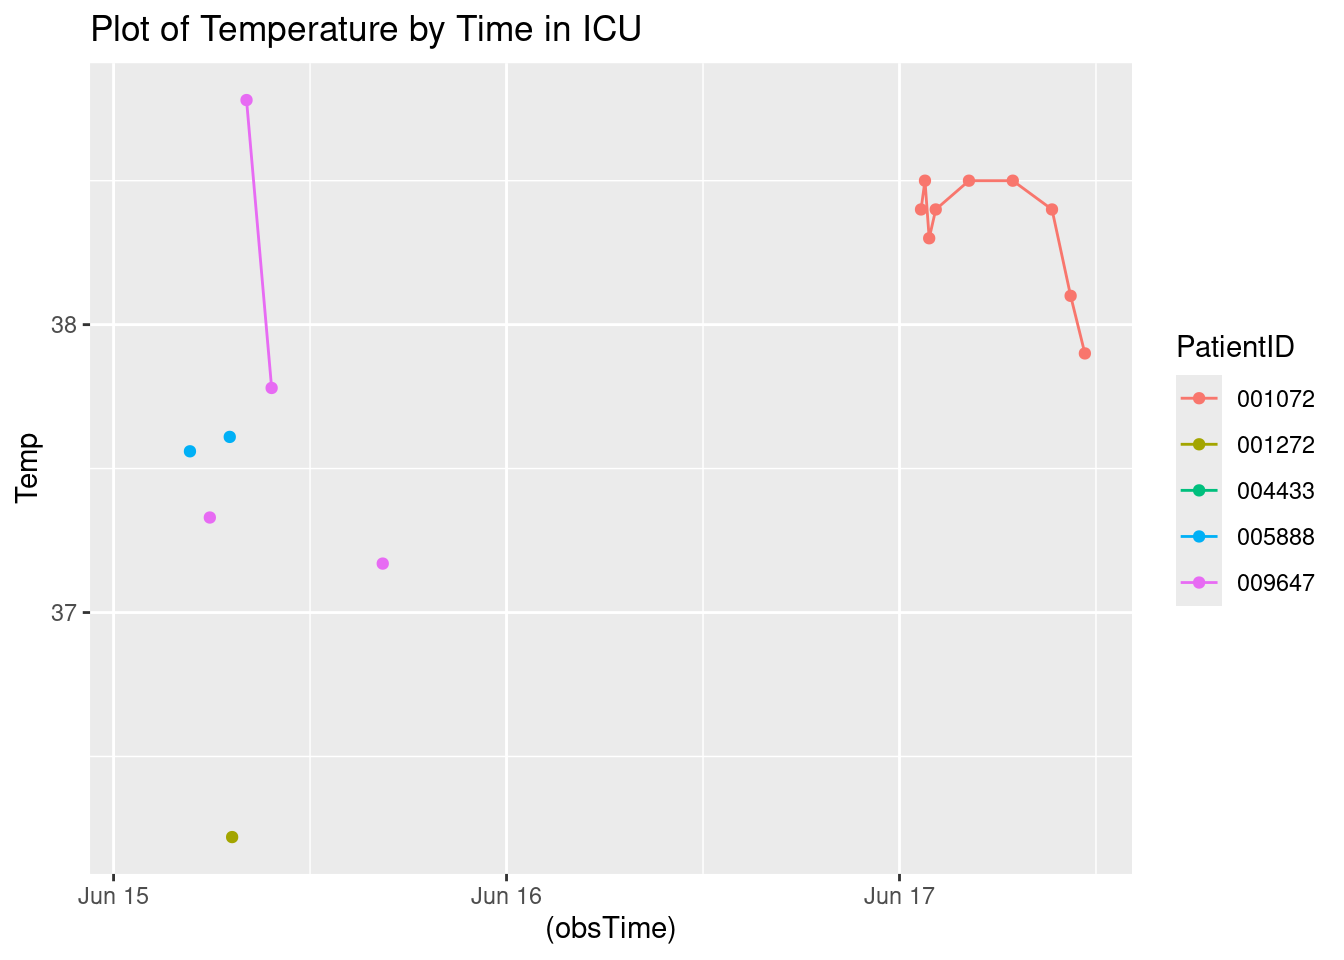 Plot of Temperature by Time in ICU
Temp
38
37
Jun 15
Jun 16
Jun 17
(obsTime)
PatientID
001072
001272
004433
005888
009647